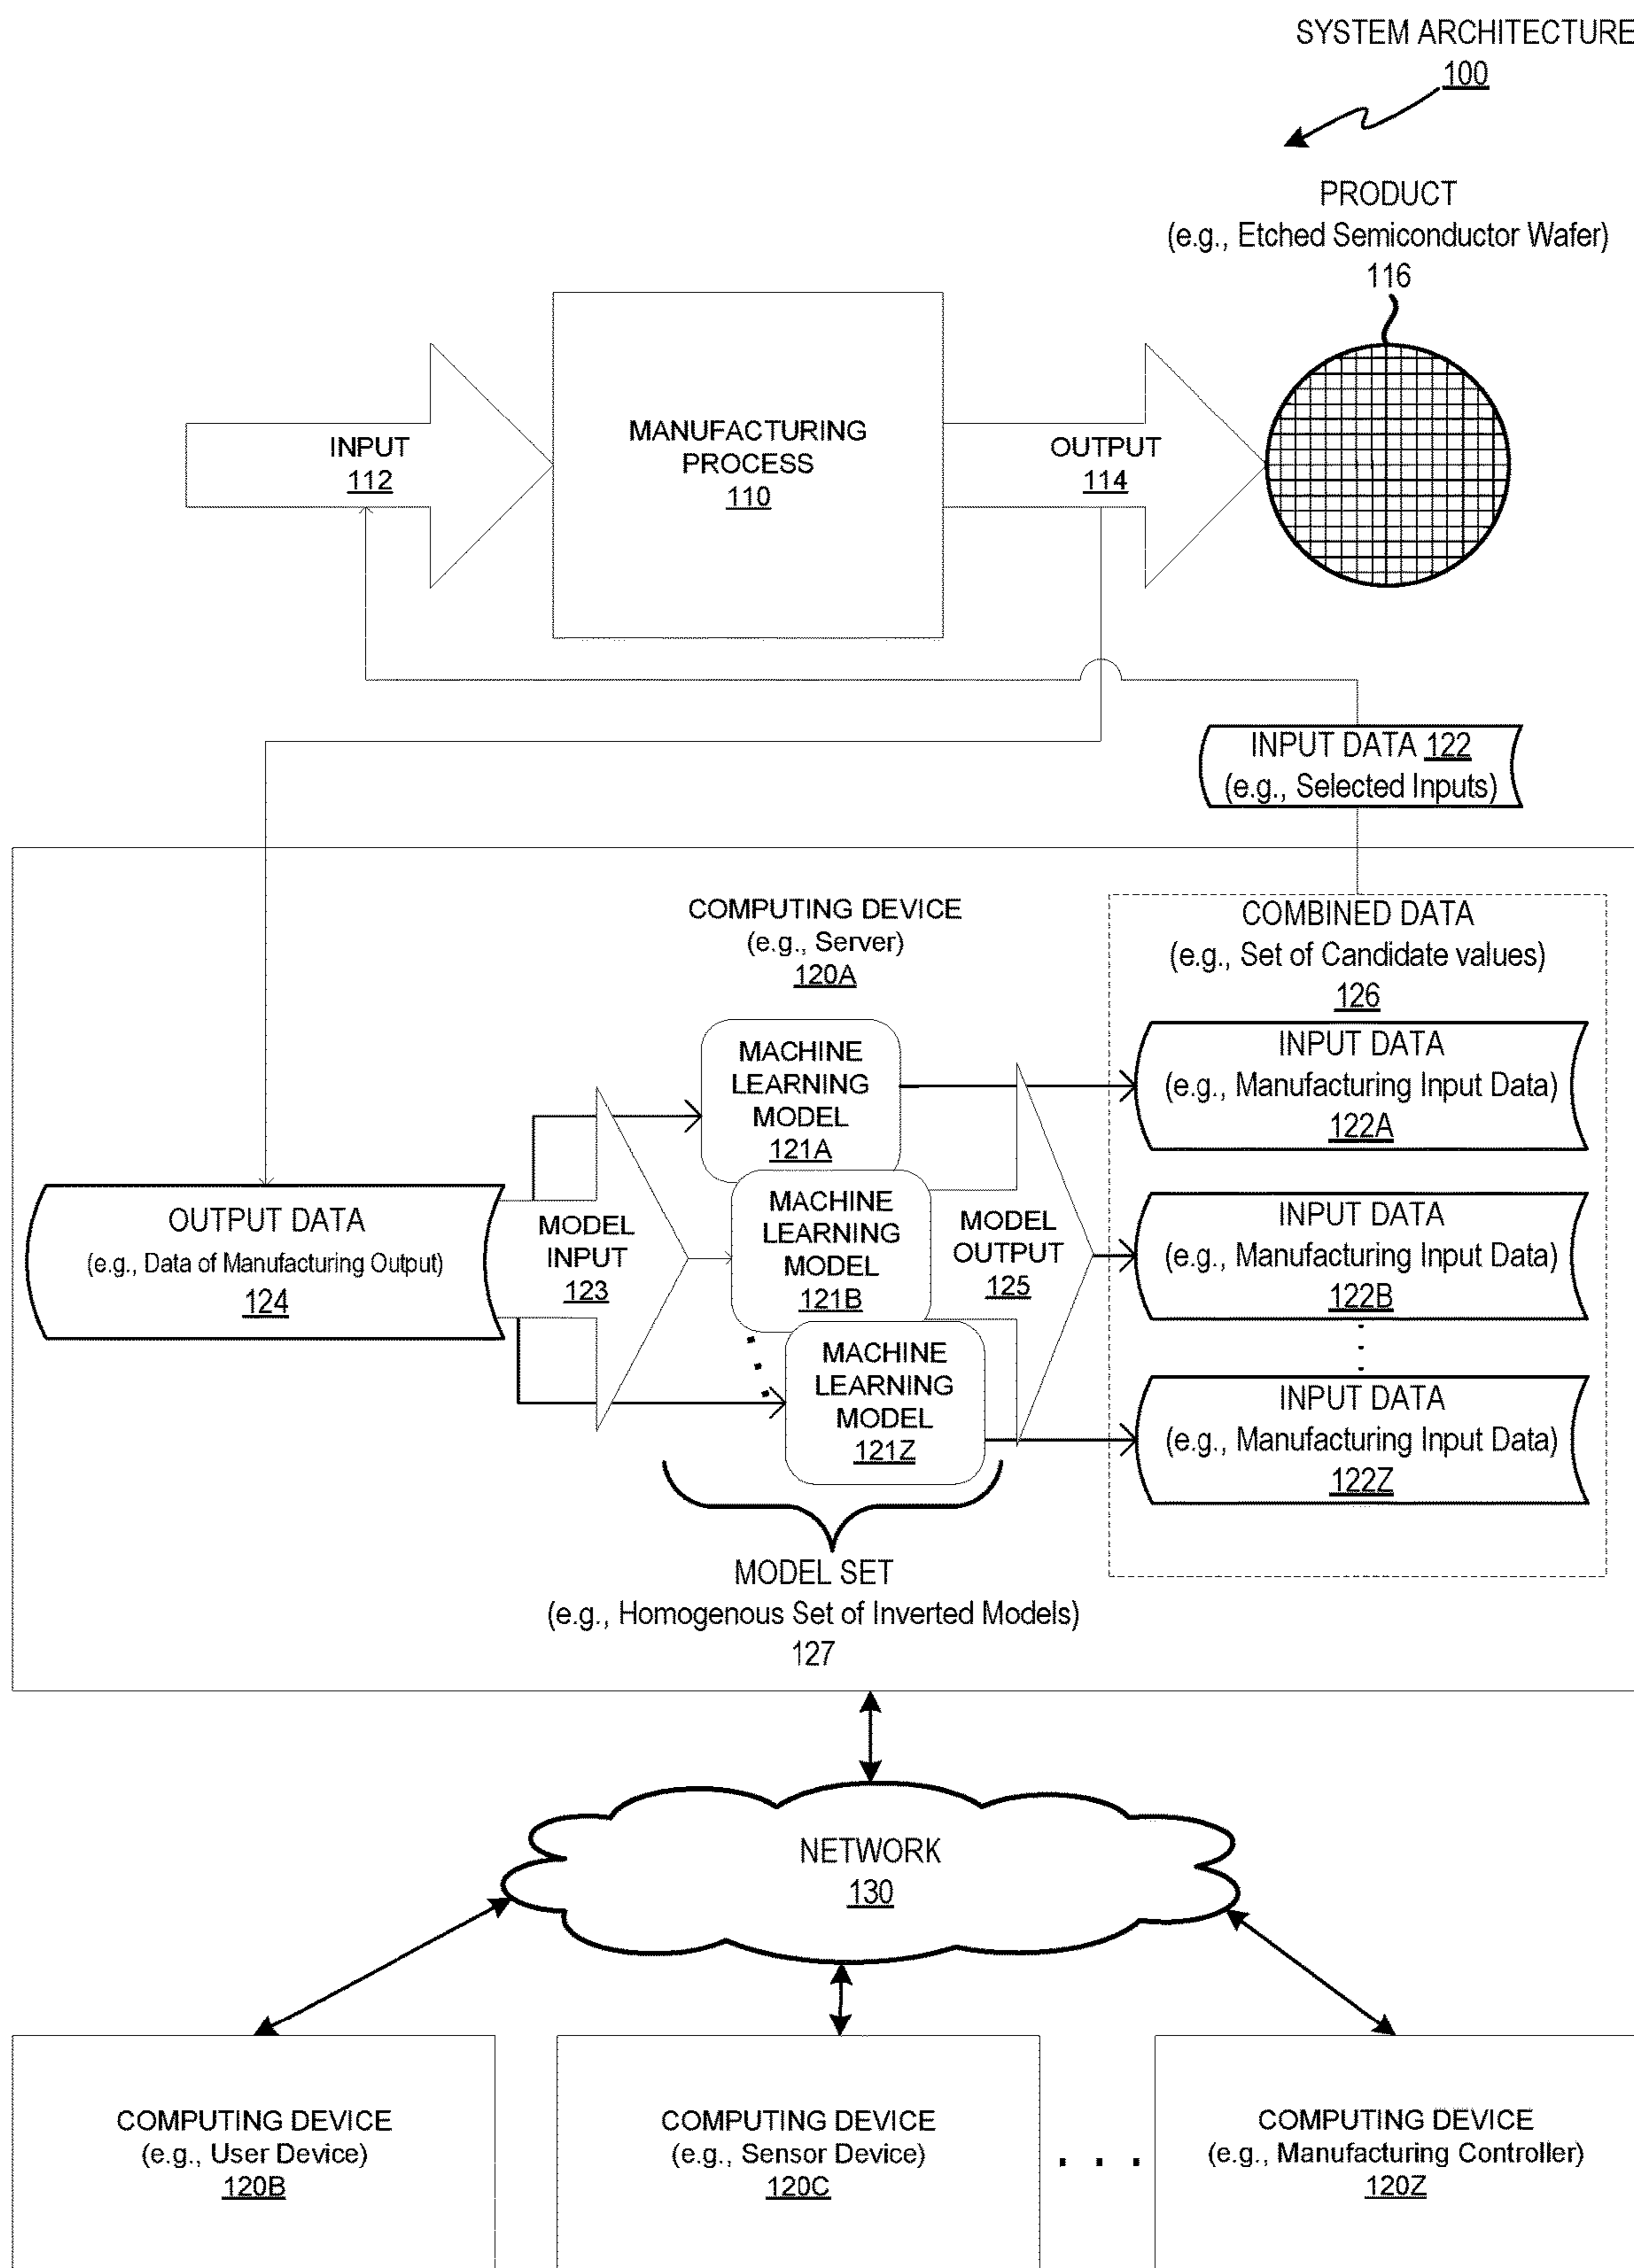 SYSTEM ARCHITECTURE
100
PRODUCT
(e.g., Etched Semiconductor Wafer)
116
INPUT
112
MANUFACTURING
PROCESS
110
OUTPUT
114
INPUT DATA 122
(e.g., Selected Inputs)
COMPUTING DEVICE
(e.g., Server)
120A
COMBINED DATA
(e.g., Set of Candidate values)
126
MACHINE
LEARNING
MODEL
121A
INPUT DATA
(e.g., Manufacturing Input Data)
122A
OUTPUT DATA
(e.g., Data of Manufacturing Output)
124
MODEL
INPUT
123
MACHINE
LEARNING
MODEL
121B
MODEL
OUTPUT
125
INPUT DATA
(e.g., Manufacturing Input Data)
122B
MACHINE
LEARNING
MODEL
121Z
INPUT DATA
(e.g., Manufacturing Input Data)
122Z
MODEL SET
(e.g., Homogenous Set of Inverted Models)
127
NETWORK
130
COMPUTING DEVICE
(e.g., User Device)
120B
COMPUTING DEVICE
(e.g., Sensor Device)
120C
. . .
COMPUTING DEVICE
(e.g., Manufacturing Controller)
120Z